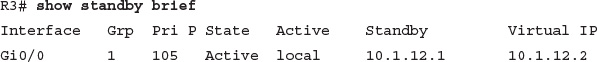 R3# show standby brief
Interface Grp Pri P State Active Standby Virtual IP
Gi0/0 1 105 Active local 10.1.12.1 10.1.12.2